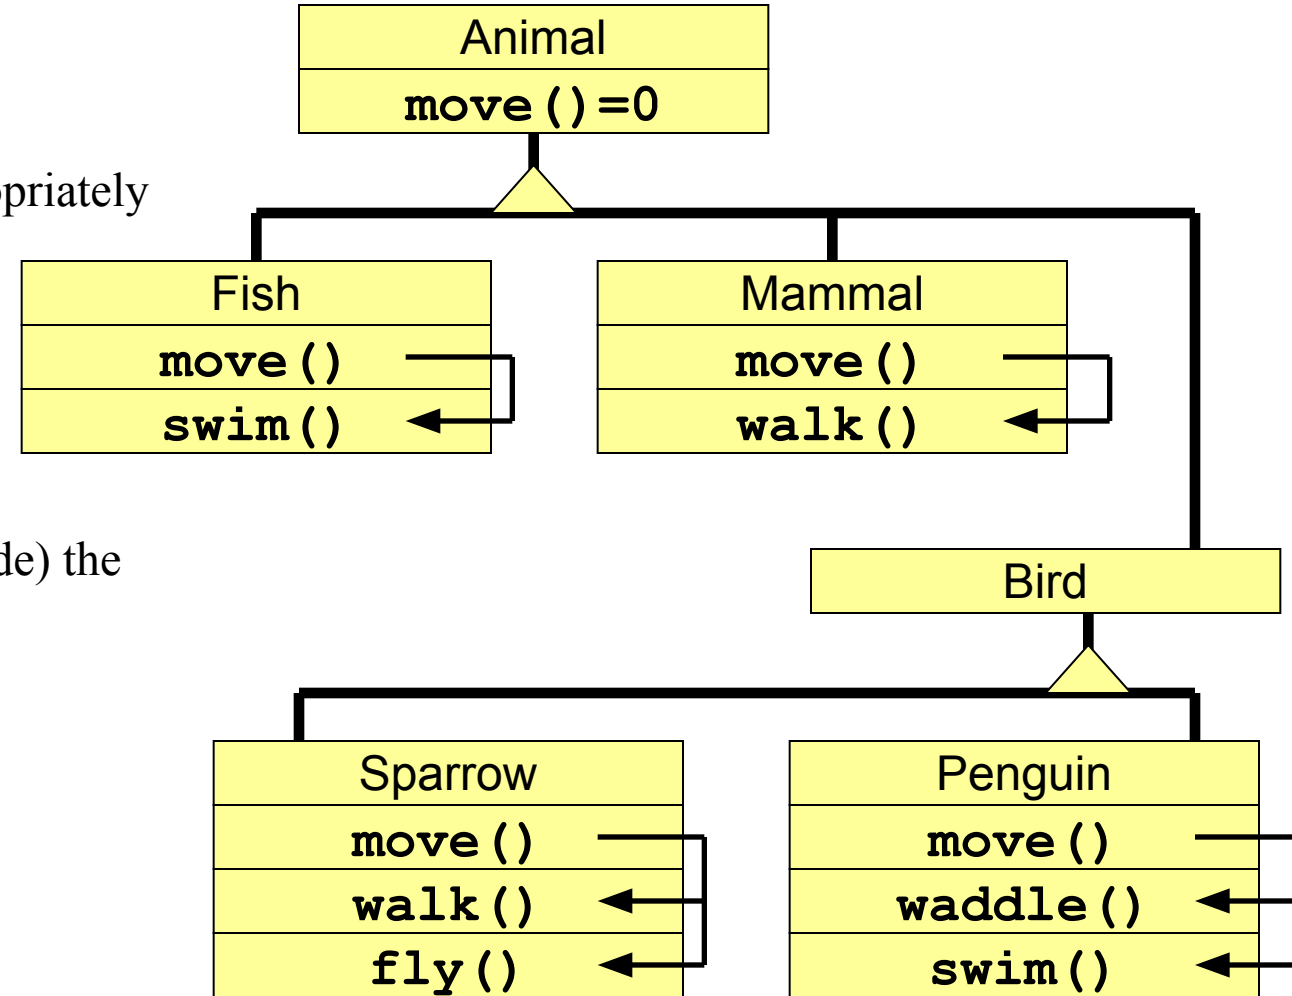 Animal
move()=0
priately
Fish
Mammal
move()
move()
swim()
walk()
de) the
Bird
Sparrow
Penguin
move()
move()
walk()
waddle()
fly()
swim()